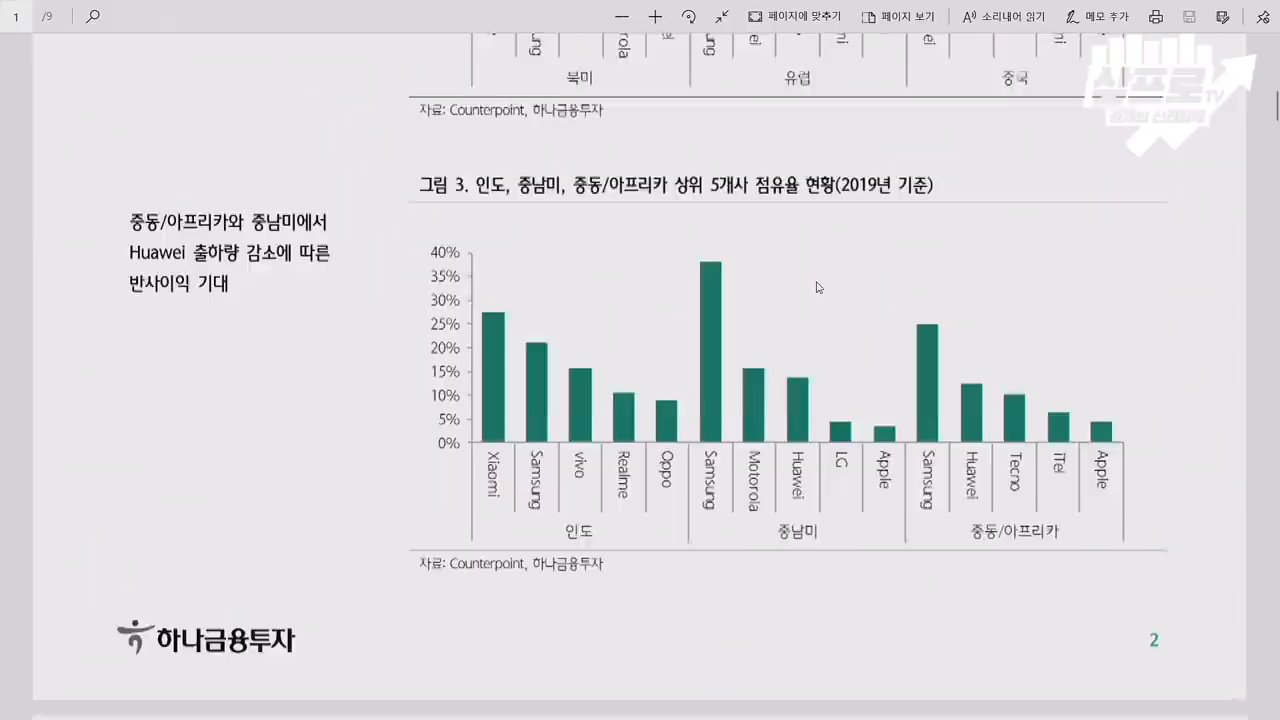 1 /9 페이지에 맞추기 페이지 보기 소리내어 읽기 메모 추가
북미 유럽 중국
자료: Counterpoint, 하나금융투자
삼프로TV
그림 3. 인도, 중남미, 중동/아프리카 상위 5개사 점유율 현황(2019년 기준)
중동/아프리카와 중남미에서
Huawei 출하량 감소에 따른
반사이익 기대
40%
35%
30%
25%
20%
15%
10%
5%
0%
Xiaomi Samsung vivo Realme Oppo Samsung Motorola Huawei LG Apple Samsung Huawei Tecno iTel Apple
인도 중남미 중동/아프리카
자료: Counterpoint, 하나금융투자
하나금융투자
2